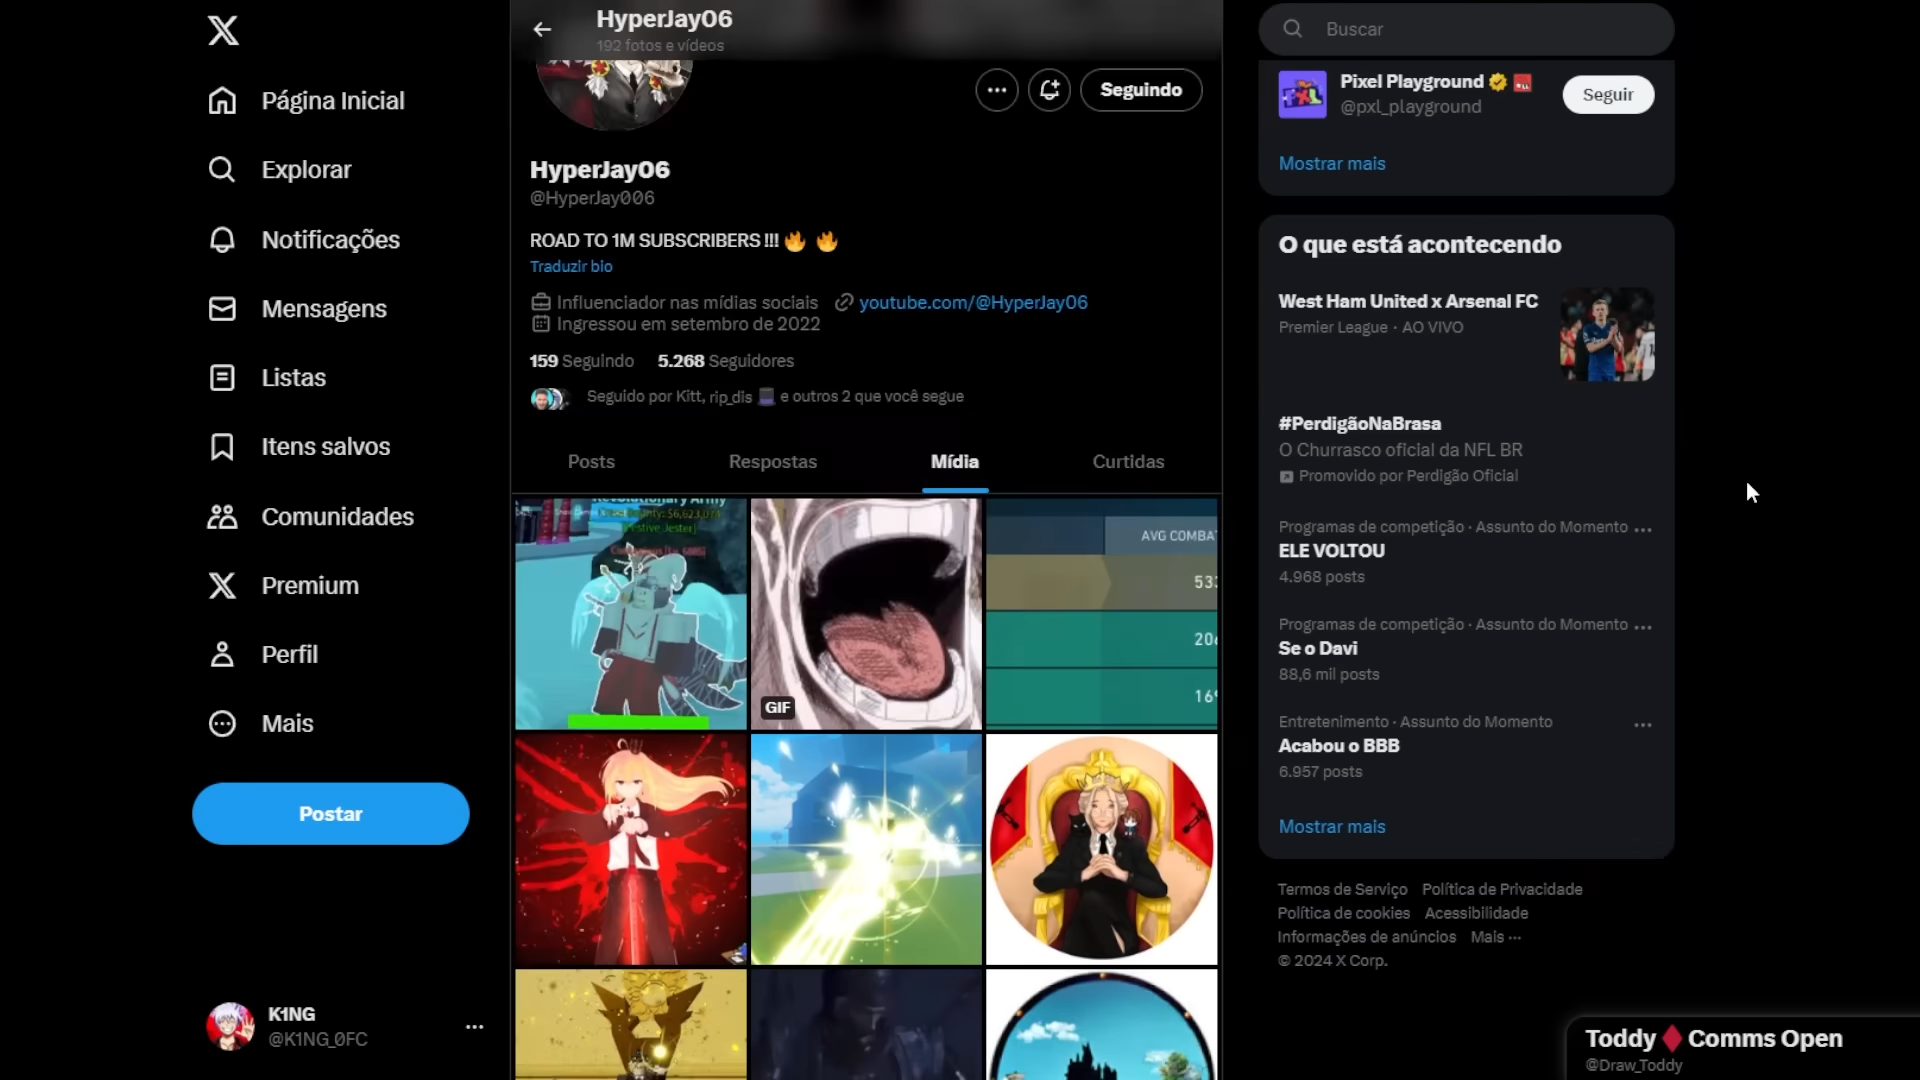 Página Inicial
Explorar
Notificações
Mensagens
Listas
Itens salvos
Comunidades
Premium
Perfil
Mais
Postar
K1NG
@K1NG_0FC
HyperJay06
192 fotos e vídeos
Seguindo
HyperJay06
@HyperJay006
ROAD TO 1M SUBSCRIBERS !!! 🔥 🔥
Traduzir bio
Influenciador nas mídias sociais youtube.com/@HyperJay06
Ingressou em setembro de 2022
159 Seguindo 5.268 Seguidores
Seguido por Kitt, rip_dis 🎩 e outros 2 que você segue
Posts Respostas Mídia Curtidas
Revolutionary Army
GIF
AVG COMBA
Buscar
Pixel Playground
@pxl_playground
Seguir
Mostrar mais
O que está acontecendo
West Ham United x Arsenal FC
Premier League · AO VIVO
#PerdigãoNaBrasa
O Churrasco oficial da NFL BR
Promovido por Perdigão Oficial
Programas de competição · Assunto do Momento
ELE VOLTOU
4.968 posts
Programas de competição · Assunto do Momento
Se o Davi
88,6 mil posts
Entretenimento · Assunto do Momento
Acabou o BBB
6.957 posts
Mostrar mais
Termos de Serviço Política de Privacidade
Política de cookies Acessibilidade
Informações de anúncios Mais ···
© 2024 X Corp.
Toddy♦Comms Open
@Draw_Toddy